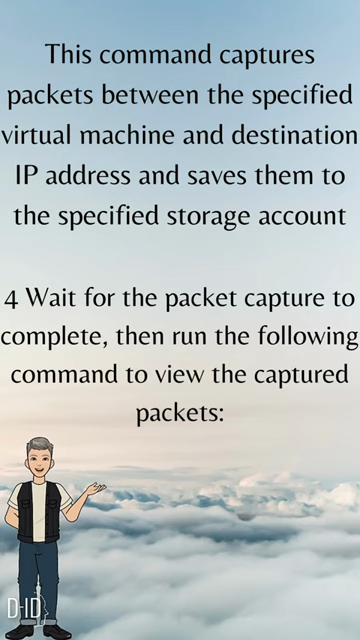 This command captures
packets between the specified
virtual machine and destination
IP address and saves them to
the specified storage account
4 Wait for the packet capture to
complete, then run the following
command to view the captured
packets:
D-ID